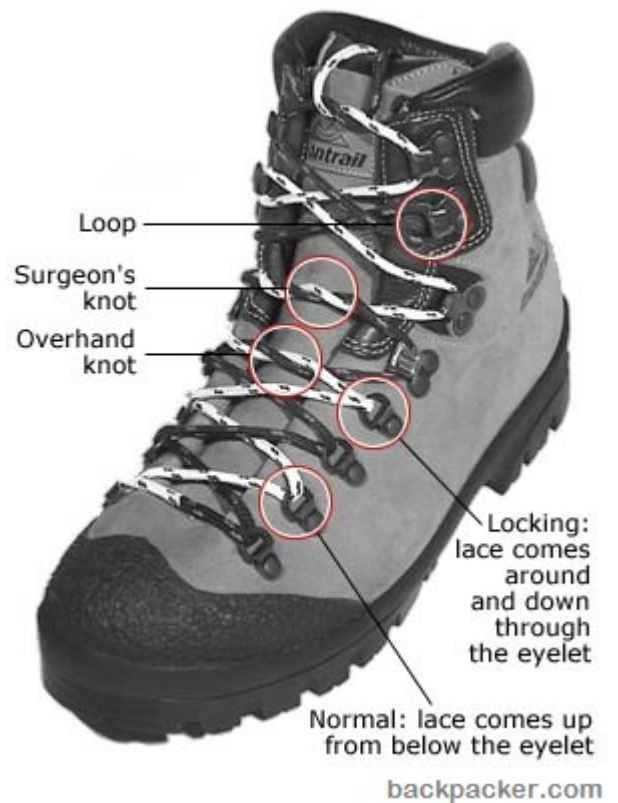 Loop
Surgeon's
knot
Overhand
knot
Locking:
lace comes
around
and down
through
the eyelet
Normal: lace comes up
from below the eyelet
backpacker.com